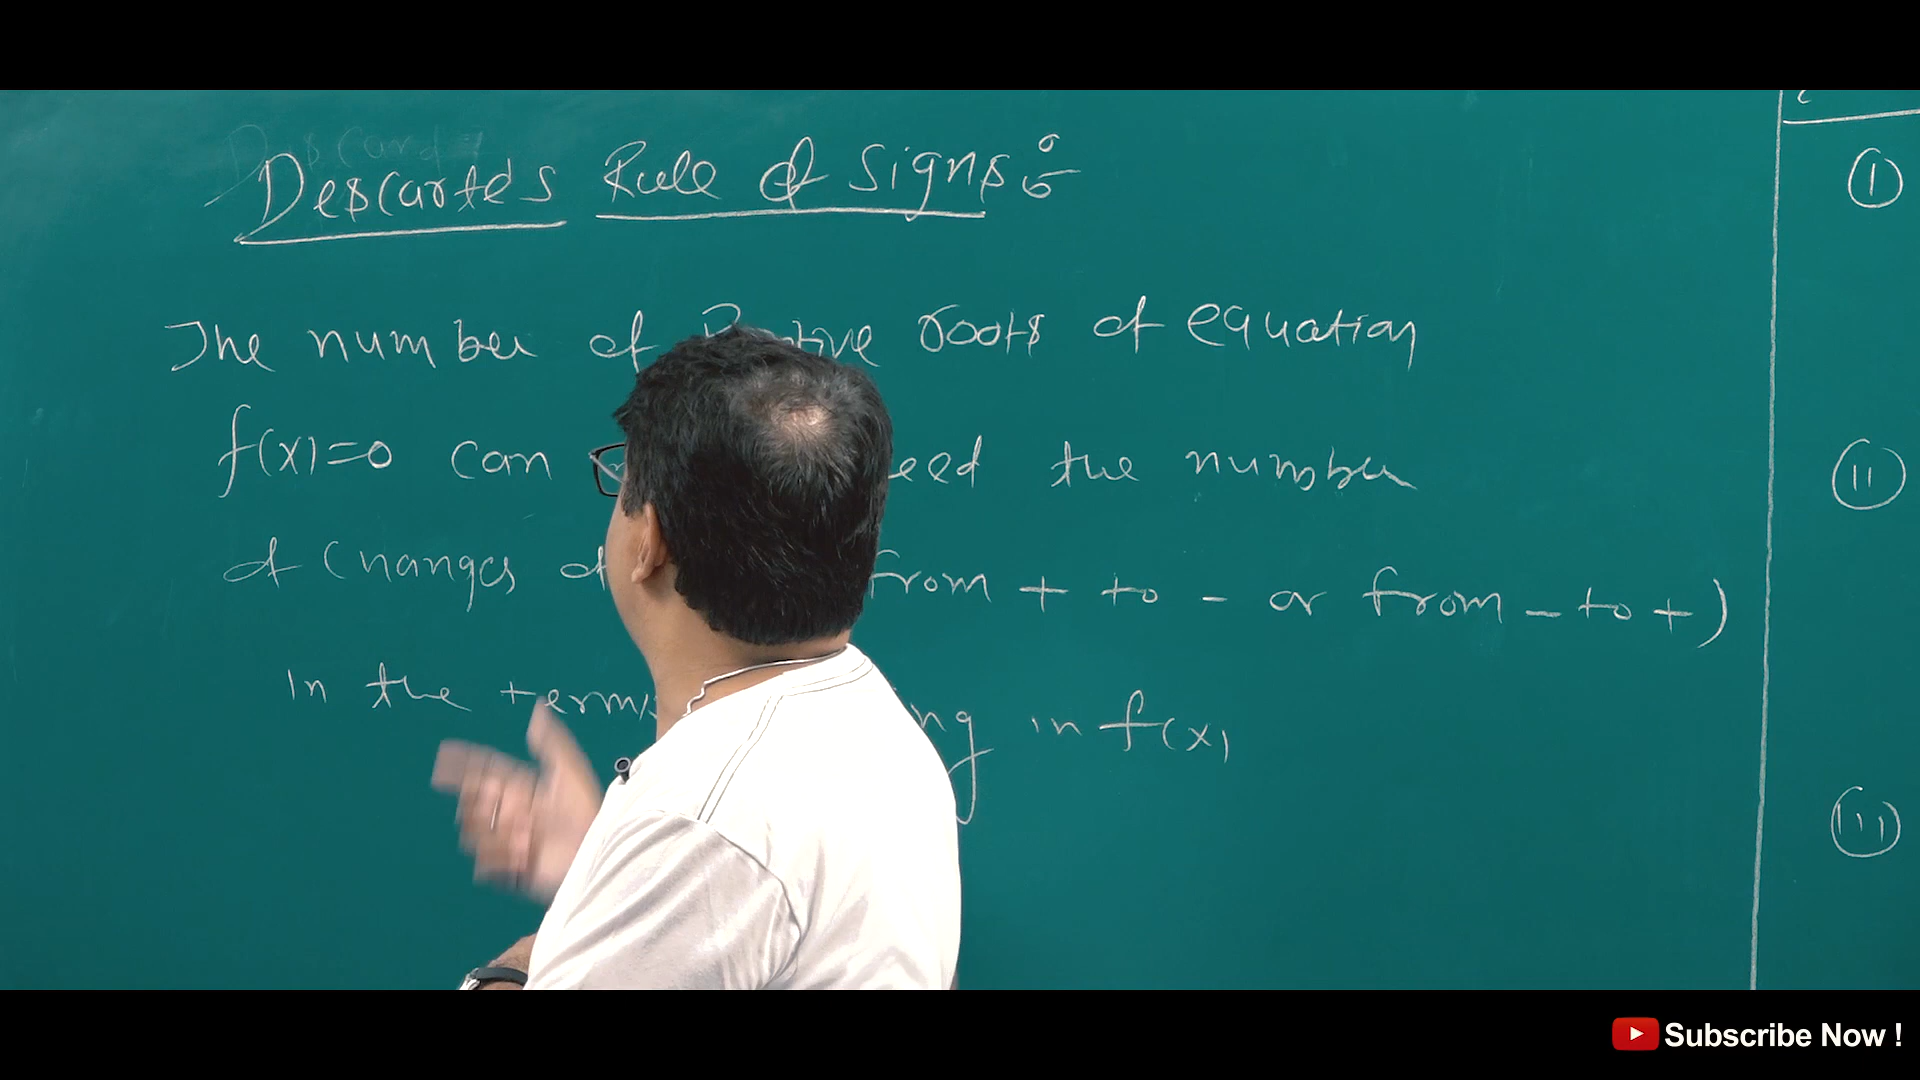 Descartes Rule of signs:
The number of roots of equation
f(x)=0 can the number
of changes of from + to - or from - to +)
in the terms in f(x)
(I)
(II)
(III)
Subscribe Now !